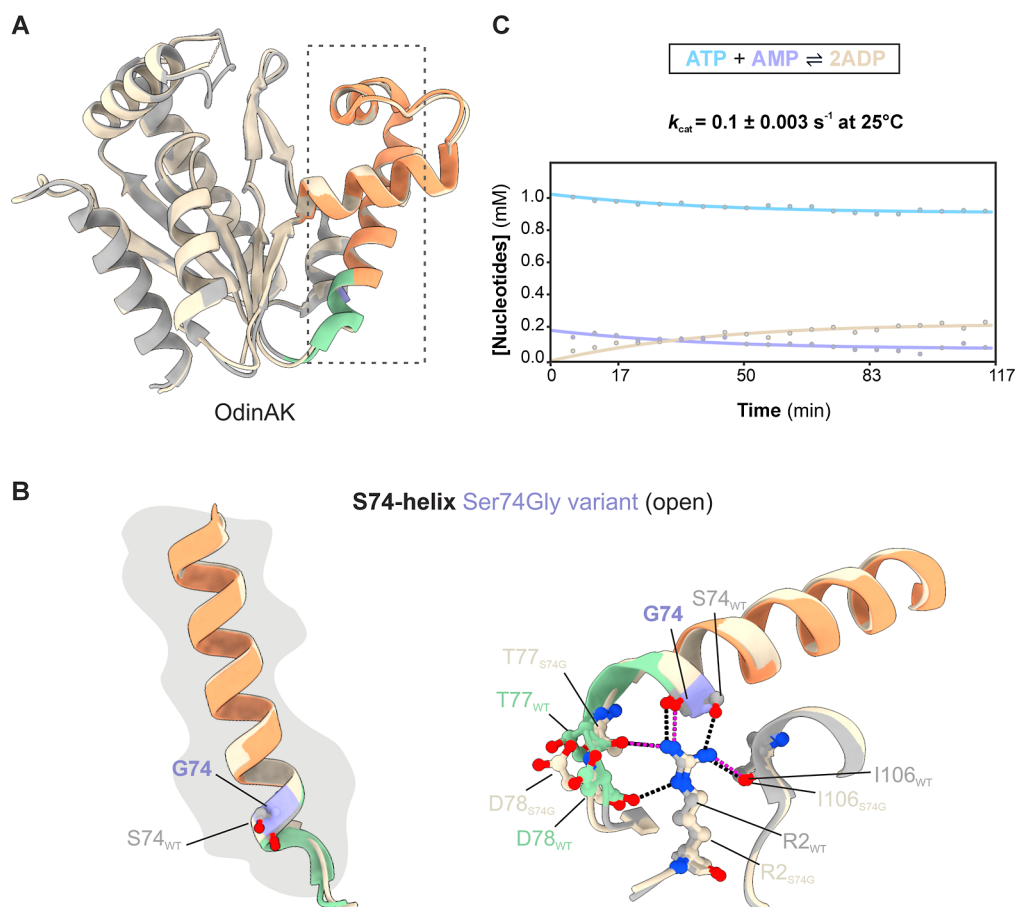 A
OdinAK
C
ATP + AMP ⇌ 2ADP
kcat = 0.1 ± 0.003 s⁻¹ at 25°C
[Nucleotides] (mM)
1.0
0.8
0.6
0.4
0.2
0.0
0 17 50 83 117
Time (min)
B
S74-helix Ser74Gly variant (open)
G74
S74WT
G74
S74WT
T77S74G
T77WT
D78S74G
D78WT
I106WT
I106S74G
R2WT
R2S74G